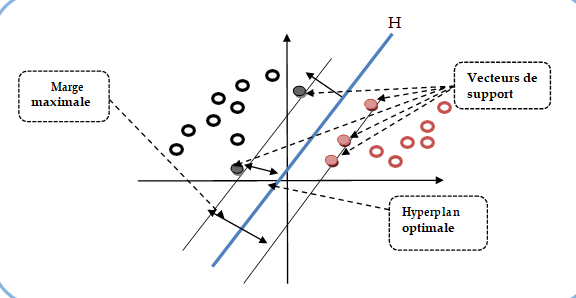 H
Marge
maximale
Vecteurs de
support
Hyperplan
optimale